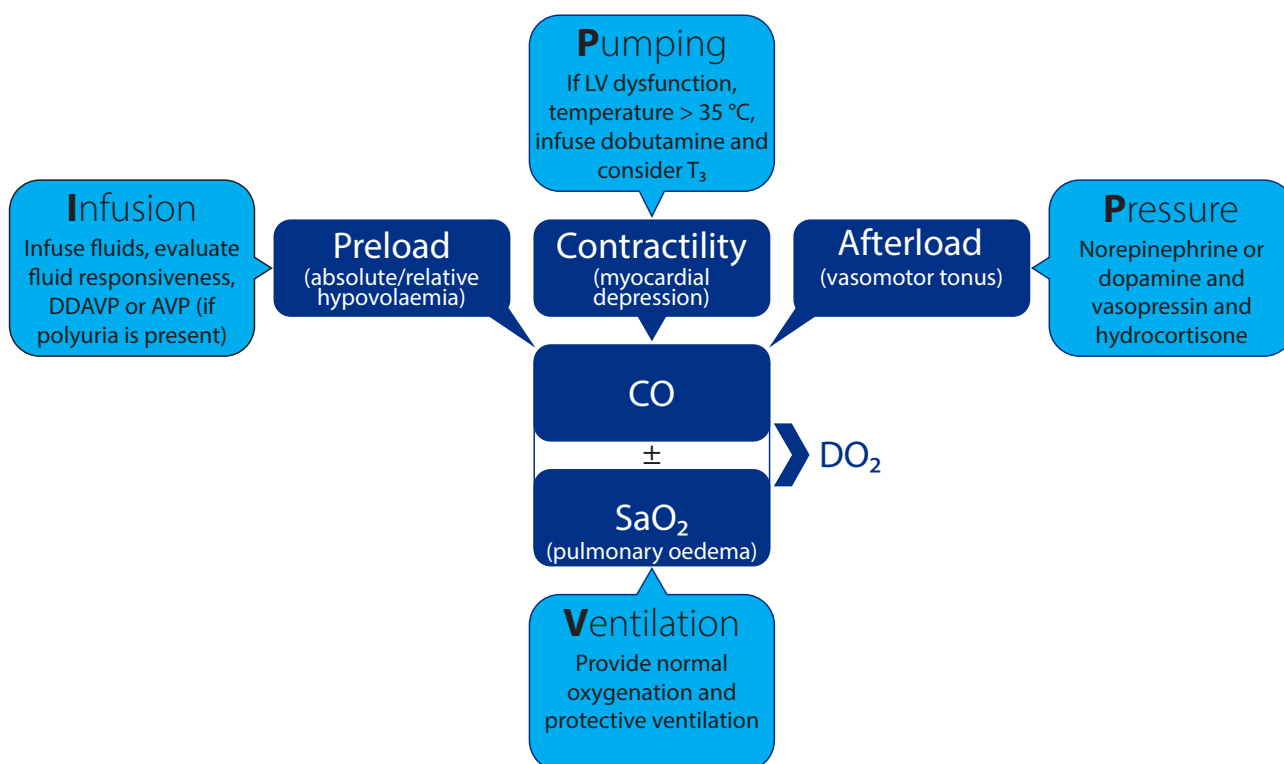 Pumping
If LV dysfunction,
temperature > 35 °C,
infuse dobutamine and
consider T₃
Infusion
Infuse fluids, evaluate
fluid responsiveness,
DDAVP or AVP (if
polyuria is present)
Preload
(absolute/relative
hypovolaemia)
Contractility
(myocardial
depression)
Afterload
(vasomotor tonus)
Pressure
Norepinephrine or
dopamine and
vasopressin and
hydrocortisone
CO
±
DO₂
SaO₂
(pulmonary oedema)
Ventilation
Provide normal
oxygenation and
protective ventilation